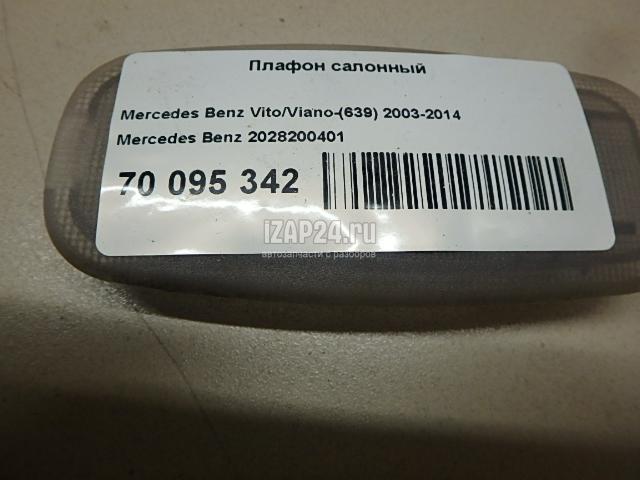 Плафон салонный
Mercedes Benz Vito/Viano-(639) 2003-2014
Mercedes Benz 2028200401
70 095 342
iZAP24.ru
автозапчасти с разборов